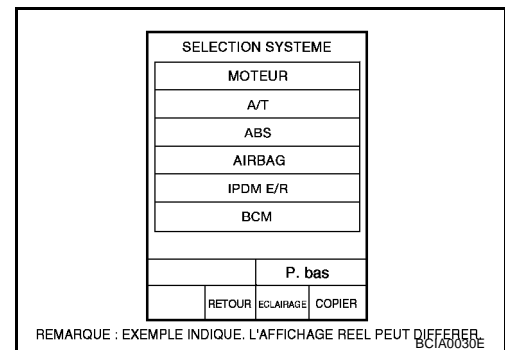 SELECTION SYSTEME
MOTEUR
A/T
ABS
AIRBAG
IPDM E/R
BCM
P. bas
RETOUR ECLAIRAGE COPIER
REMARQUE : EXEMPLE INDIQUE. L'AFFICHAGE REEL PEUT DIFFERER.
BCIA0030E